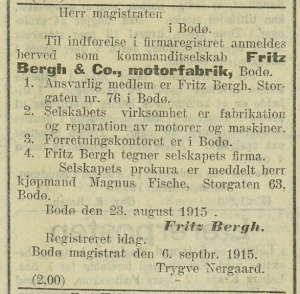 Herr magistraten
i Bodø.
Til indførelse i firmaregistret anmeldes
herved som kommanditselskab Fritz
Bergh & Co., motorfabrik, Bodø.
1. Ansvarlig medlem er Fritz Bergh, Stor-
gaten nr. 76 i Bodø.
2. Selskabets virksomhet er fabrikation
og reparation av motorer og maskiner.
3. Forretningskontoret er i Bodø.
4. Fritz Bergh tegner selskapets firma.
Selskapets prokura er meddelt herr
kjøpmand Magnus Fische, Storgaten 63,
Bodø.
Bodø den 23. august 1915.
Fritz Bergh.
Registreret idag.
Bodø magistrat den 6. septbr. 1915.
Trygve Nergaard.
(2,00)